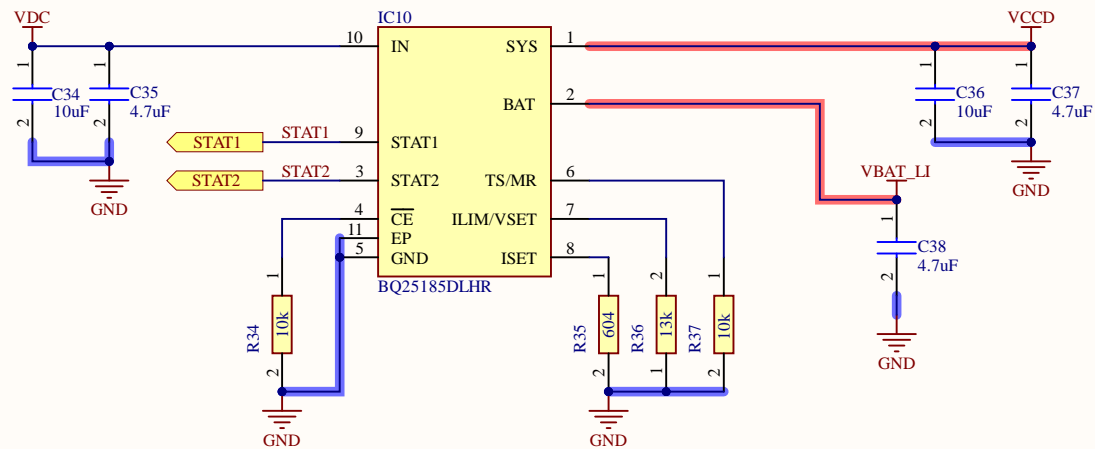 VDC
IC10
VCCD
10
IN
SYS
1
1
1
1
1
C34
10uF
C35
4.7uF
C36
10uF
C37
4.7uF
2
2
BAT
2
2
2
STAT1
STAT1
9
STAT1
STAT2
STAT2
3
STAT2
TS/MR
6
VBAT_LI
GND
GND
4
CE
ILIM/VSET
7
1
11
EP
C38
4.7uF
5
GND
ISET
8
2
BQ25185DLHR
1
1
2
1
R34
10k
R35
604
R36
13k
R37
10k
2
2
1
2
GND
GND
GND